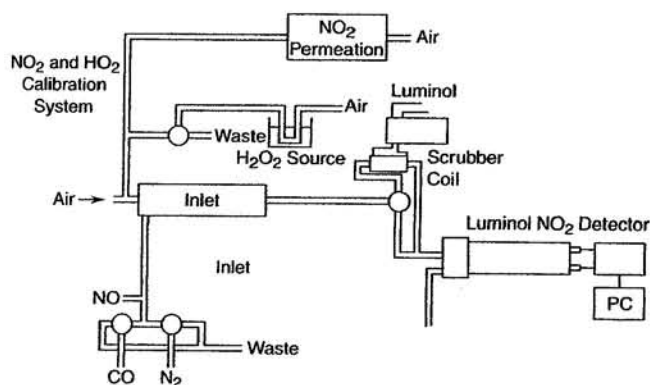 NO2
Permeation
Air
NO2 and HO2
Calibration
System
Luminol
Air
Waste
H2O2 Source
Scrubber
Coil
Air
Inlet
Luminol NO2 Detector
Inlet
NO
PC
Waste
CO
N2